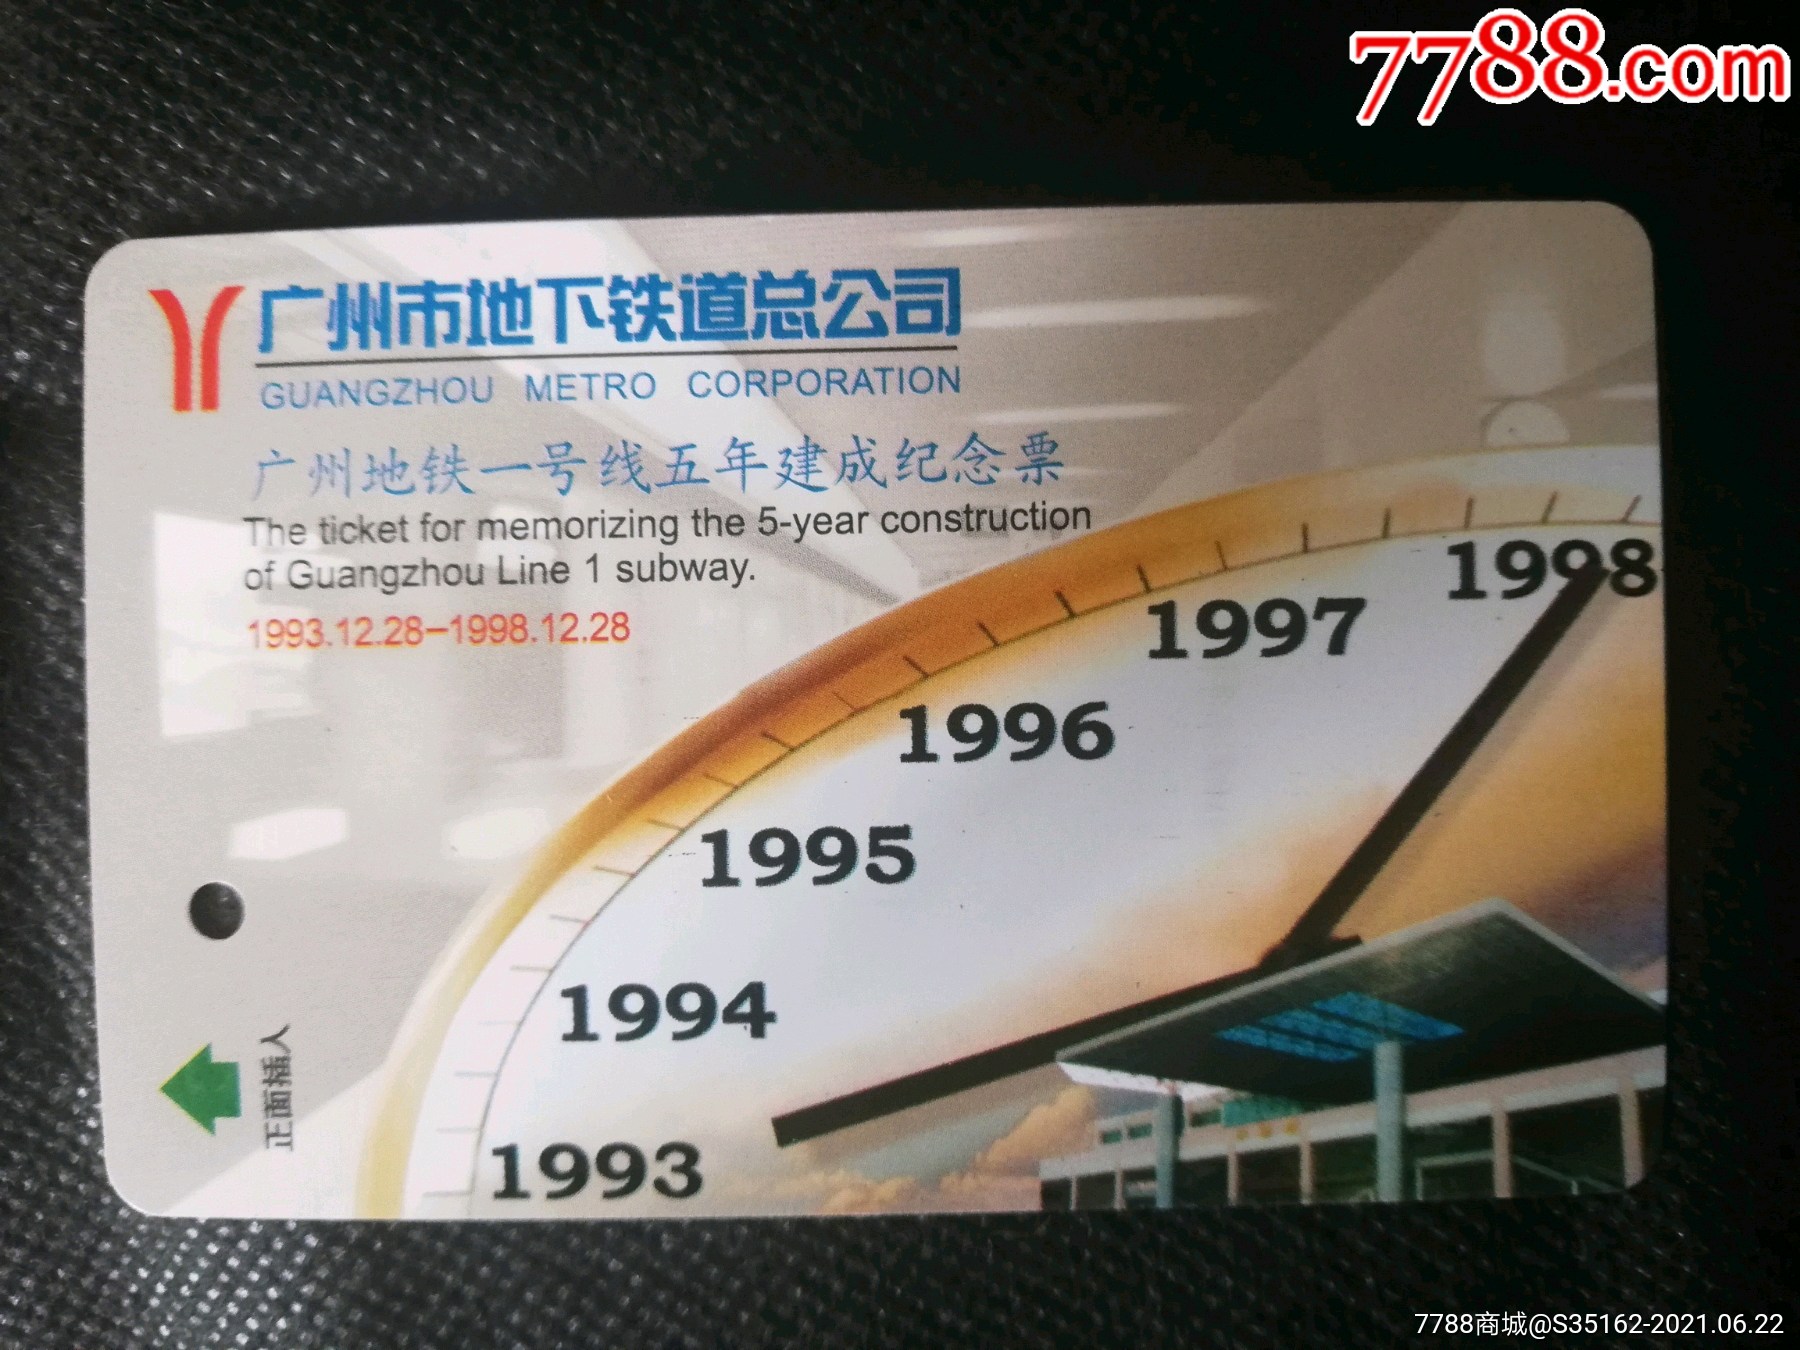 7788.com
广州市地下铁道总公司
GUANGZHOU METRO CORPORATION
广州地铁一号线五年建成纪念票
The ticket for memorizing the 5-year construction
of Guangzhou Line 1 subway.
1993.12.28-1998.12.28
1998
1997
1996
1995
1994
1993
正面插入
7788商城@S35162-2021.06.22